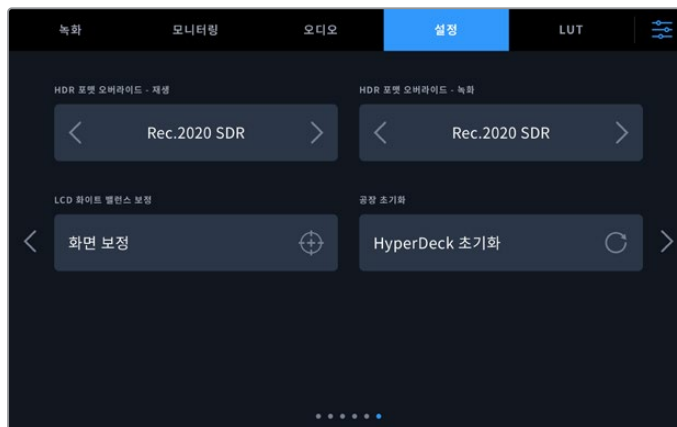 녹화 모니터링 오디오 설정 LUT
HDR 포맷 오버라이드 - 재생 HDR 포맷 오버라이드 - 녹화
Rec.2020 SDR Rec.2020 SDR
LCD 화이트 밸런스 보정 공장 초기화
화면 보정 HyperDeck 초기화